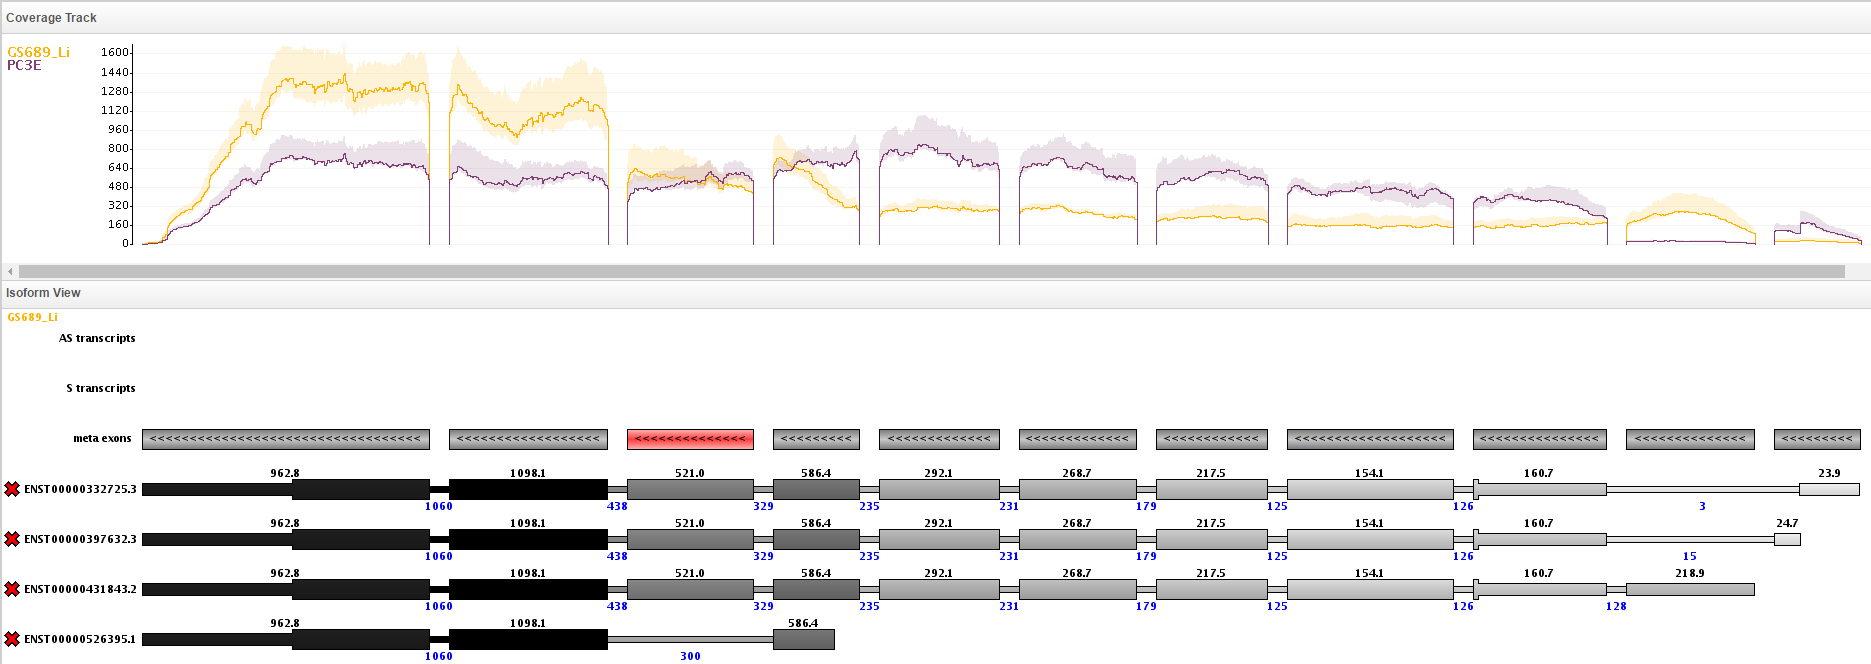 Coverage Track
GS689_Li
PC3E
1600
1440
1280
1120
960
800
640
480
320
160
0
Isoform View
GS689_Li
AS transcripts
S transcripts
meta exons
962.8 1098.1 521.0 586.4 292.1 268.7 217.5 154.1 160.7 23.9
ENST00000332725.3
1060 438 329 235 231 179 125 126 3
962.8 1098.1 521.0 586.4 292.1 268.7 217.5 154.1 160.7 24.7
ENST00000397632.3
1060 438 329 235 231 179 125 126 15
962.8 1098.1 521.0 586.4 292.1 268.7 217.5 154.1 160.7 218.9
ENST00000431843.2
1060 438 329 235 231 179 125 126 128
962.8 1098.1 586.4
ENST00000526395.1
1060 300